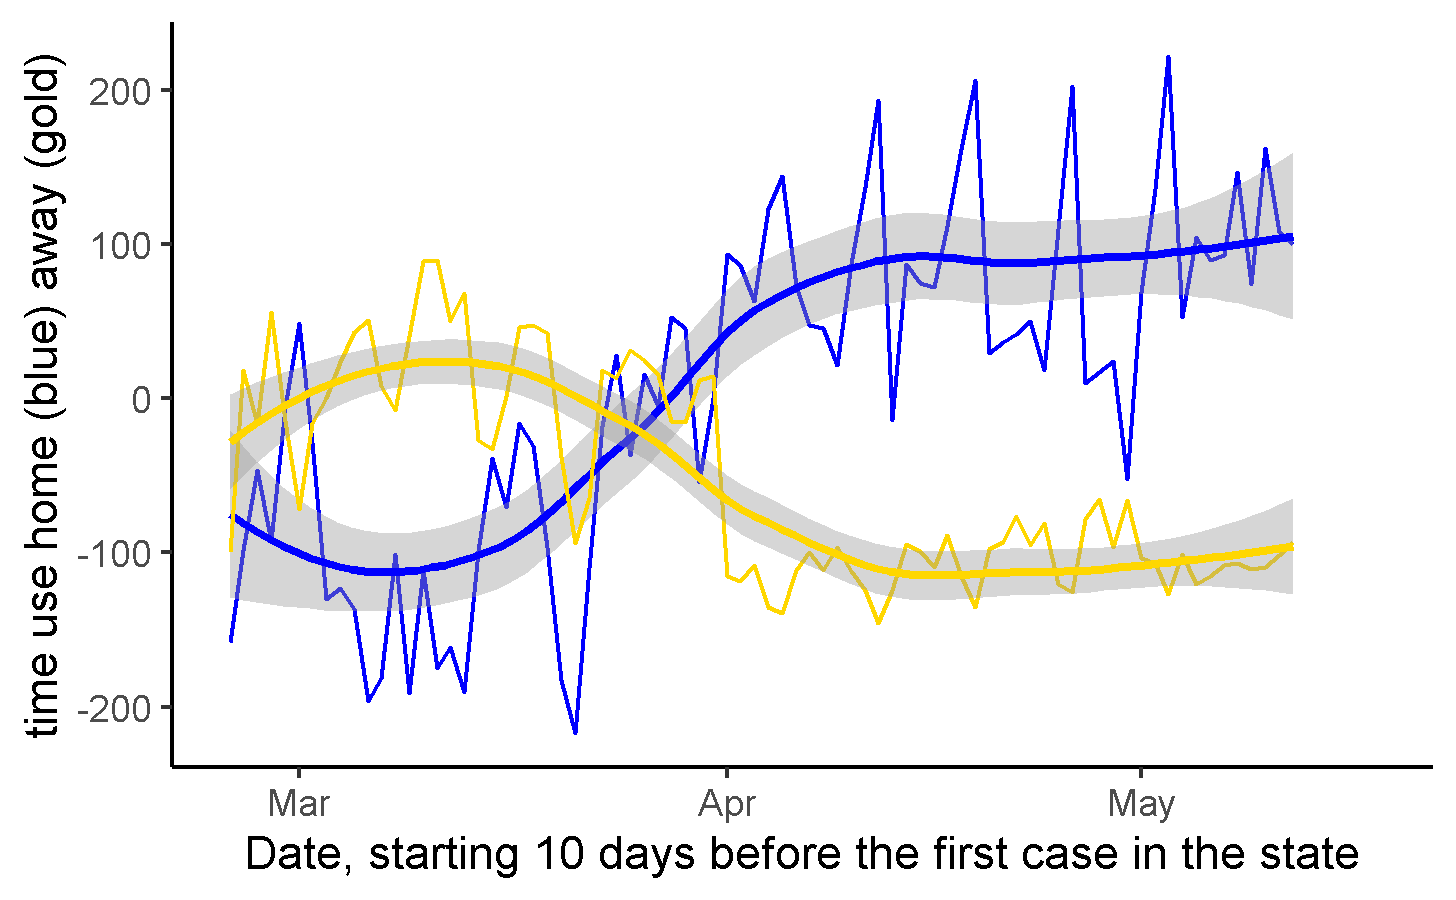 time use home (blue) away (gold)
200
100
0
-100
-200
Mar
Apr
May
Date, starting 10 days before the first case in the state